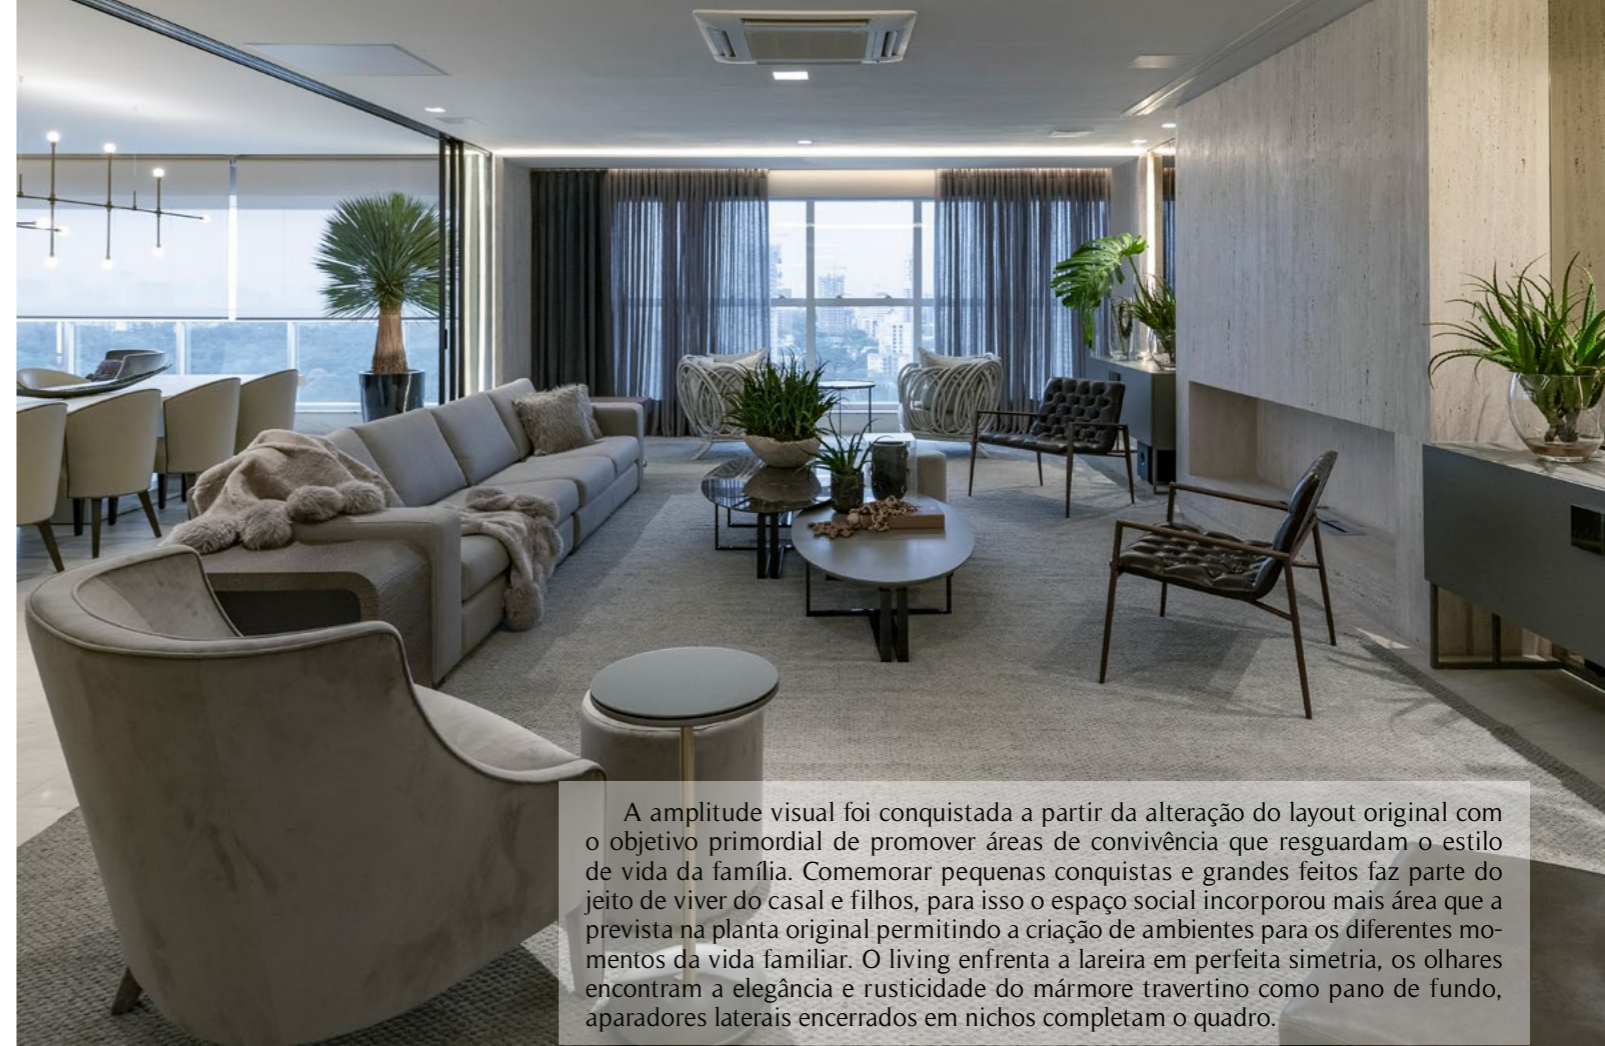 A amplitude visual foi conquistada a partir da alteração do layout original com
o objetivo primordial de promover áreas de convivência que resguardam o estilo
de vida da família. Comemorar pequenas conquistas e grandes feitos faz parte do
jeito de viver do casal e filhos, para isso o espaço social incorporou mais área que a
prevista na planta original permitindo a criação de ambientes para os diferentes mo-
mentos da vida familiar. O living enfrenta a lareira em perfeita simetria, os olhares
encontram a elegância e rusticidade do mármore travertino como pano de fundo,
aparadores laterais encerrados em nichos completam o quadro.